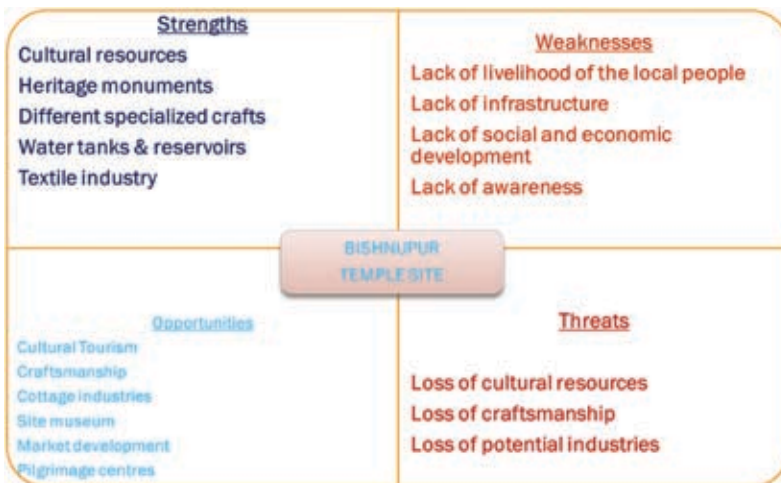 Strengths
Cultural resources
Heritage monuments
Different specialized crafts
Water tanks & reservoirs
Textile industry
Weaknesses
Lack of livelihood of the local people
Lack of infrastructure
Lack of social and economic
development
Lack of awareness
BISHNUPUR
TEMPLE SITE
Opportunities
Cultural Tourism
Craftsmanship
Cottage industries
Site museum
Market development
Pilgrimage centres
Threats
Loss of cultural resources
Loss of craftsmanship
Loss of potential industries